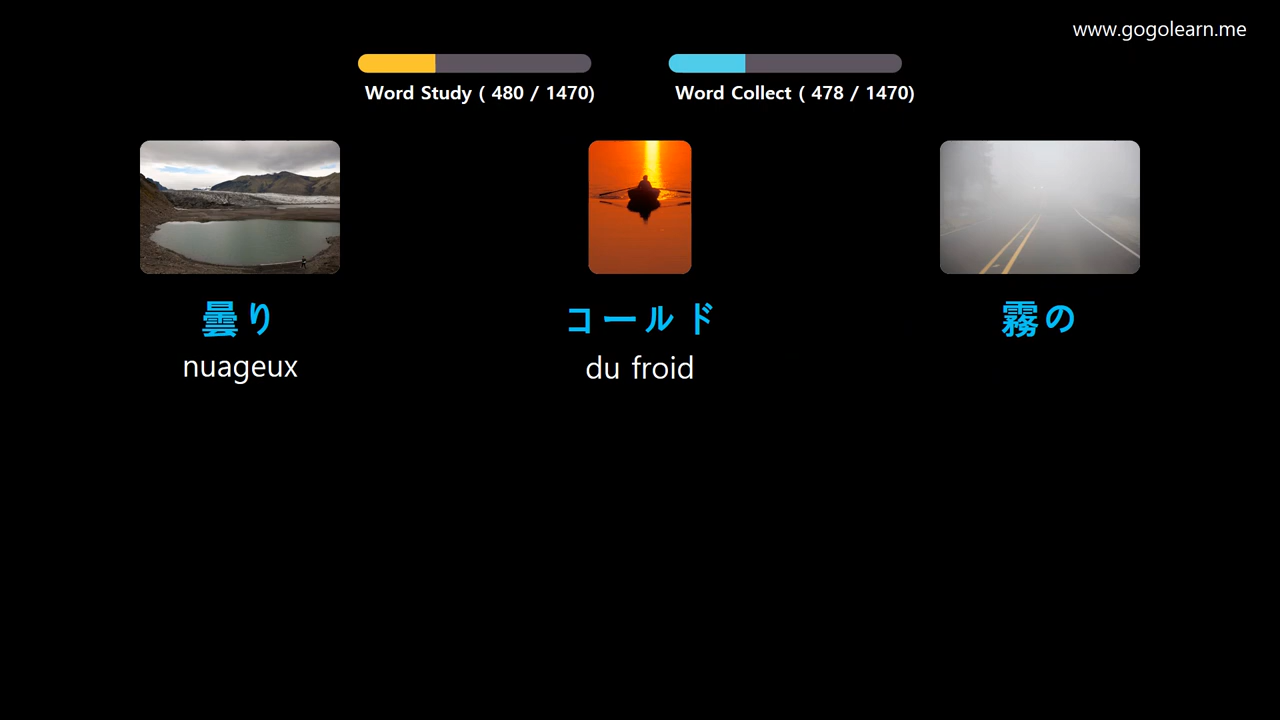 www.gogolearn.me
Word Study ( 480 / 1470)
Word Collect ( 478 / 1470)
曇り
コールド
霧の
nuageux
du froid